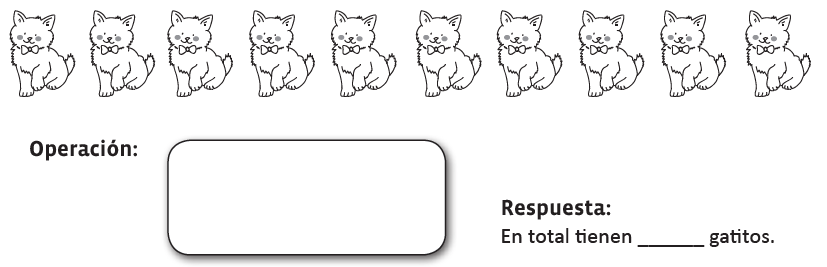 Operación:
Respuesta:
En total tienen ______ gatitos.